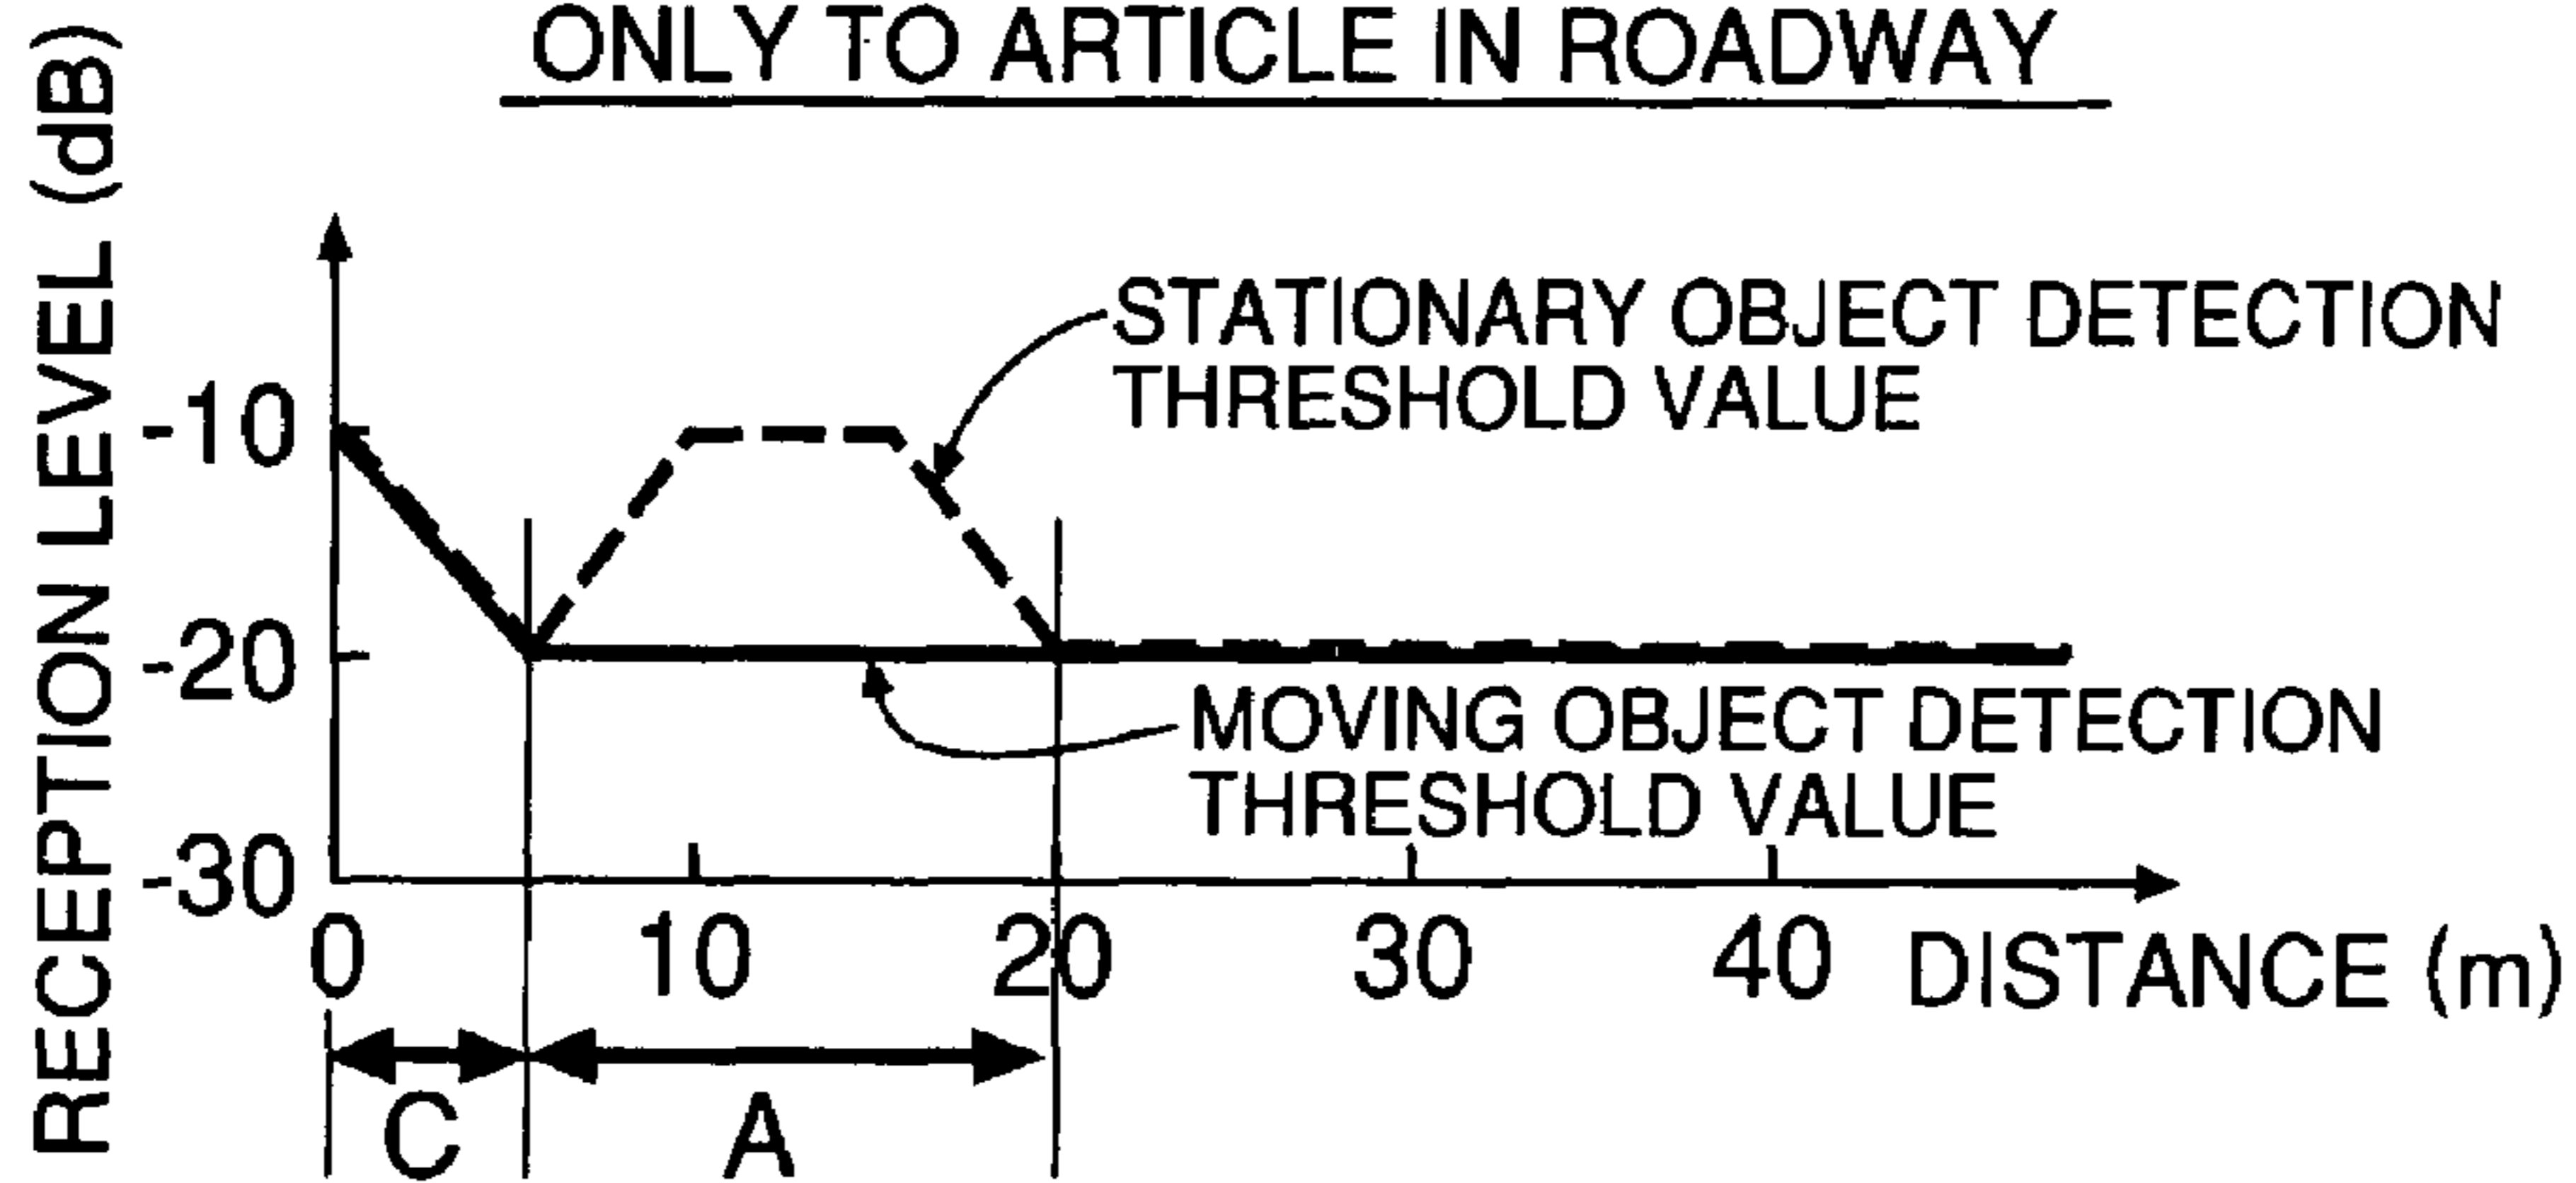 ONLY TO ARTICLE IN ROADWAY
RECEPTION LEVEL (dB)
STATIONARY OBJECT DETECTION
THRESHOLD VALUE
-10
-20
MOVING OBJECT DETECTION
THRESHOLD VALUE
-30
0 10 20 30 40 DISTANCE (m)
C A